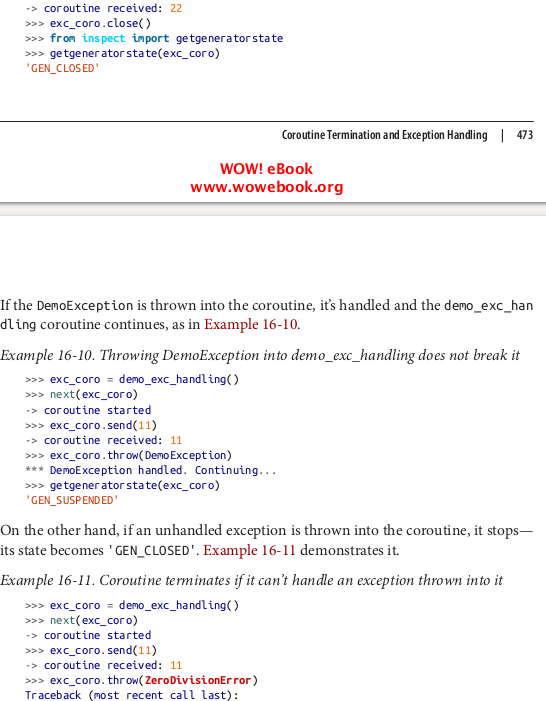 -> coroutine received: 22
>>> exc_coro.close()
>>> from inspect import getgeneratorstate
>>> getgeneratorstate(exc_coro)
'GEN_CLOSED'
Coroutine Termination and Exception Handling | 473
WOW! eBook
www.wowebook.org
If the DemoException is thrown into the coroutine, it’s handled and the demo_exc_han
dling coroutine continues, as in Example 16-10.
Example 16-10. Throwing DemoException into demo_exc_handling does not break it
>>> exc_coro = demo_exc_handling()
>>> next(exc_coro)
-> coroutine started
>>> exc_coro.send(11)
-> coroutine received: 11
>>> exc_coro.throw(DemoException)
*** DemoException handled. Continuing...
>>> getgeneratorstate(exc_coro)
'GEN_SUSPENDED'
On the other hand, if an unhandled exception is thrown into the coroutine, it stops—
its state becomes 'GEN_CLOSED'. Example 16-11 demonstrates it.
Example 16-11. Coroutine terminates if it can’t handle an exception thrown into it
>>> exc_coro = demo_exc_handling()
>>> next(exc_coro)
-> coroutine started
>>> exc_coro.send(11)
-> coroutine received: 11
>>> exc_coro.throw(ZeroDivisionError)
Traceback (most recent call last):